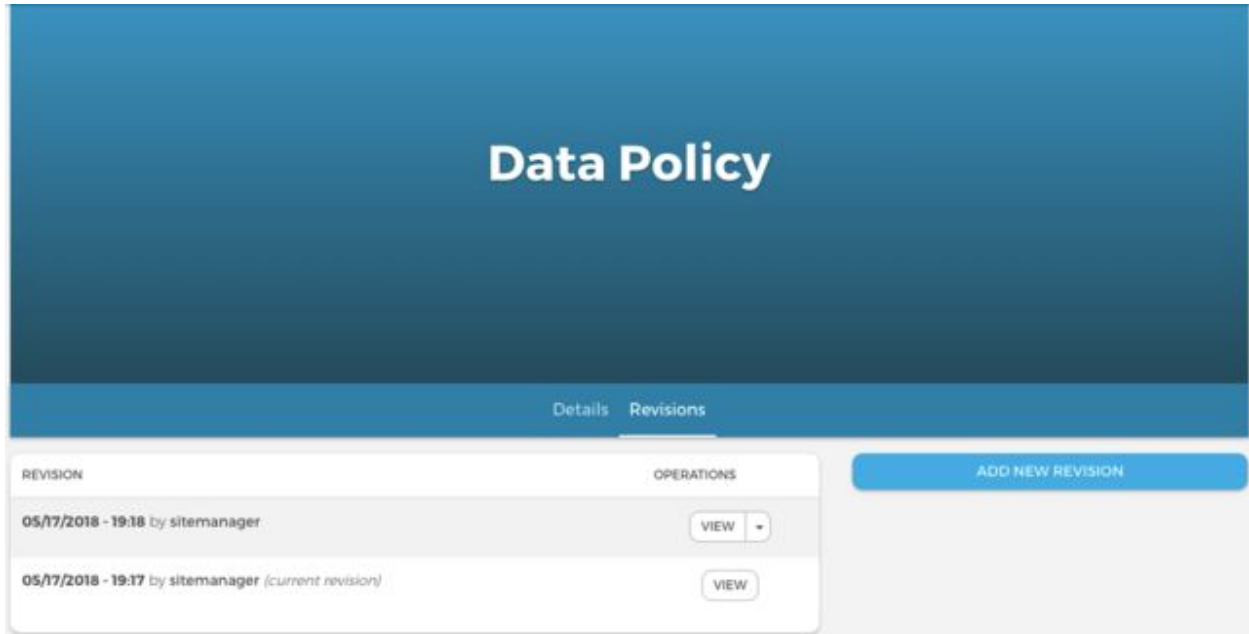 Data Policy
Details Revisions
REVISION OPERATIONS
ADD NEW REVISION
05/17/2018 - 19:18 by sitemanager VIEW
05/17/2018 - 19:17 by sitemanager (current revision) VIEW